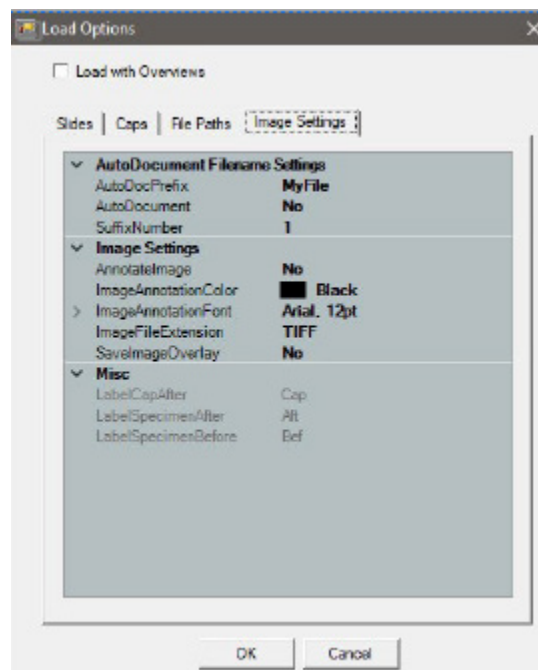 Load Options
Load with Overviews
Slides Caps File Paths Image Settings
AutoDocument Filename Settings
AutoDocPrefix MyFile
AutoDocument No
SuffixNumber 1
Image Settings
AnnotateImage No
ImageAnnotationColor Black
ImageAnnotationFont Arial, 12pt
ImageFileExtension TIFF
SaveImageOverlay No
Misc
LabelCapAfter Cap
LabelSpecimenAfter Aft
LabelSpecimenBefore Bef
OK Cancel